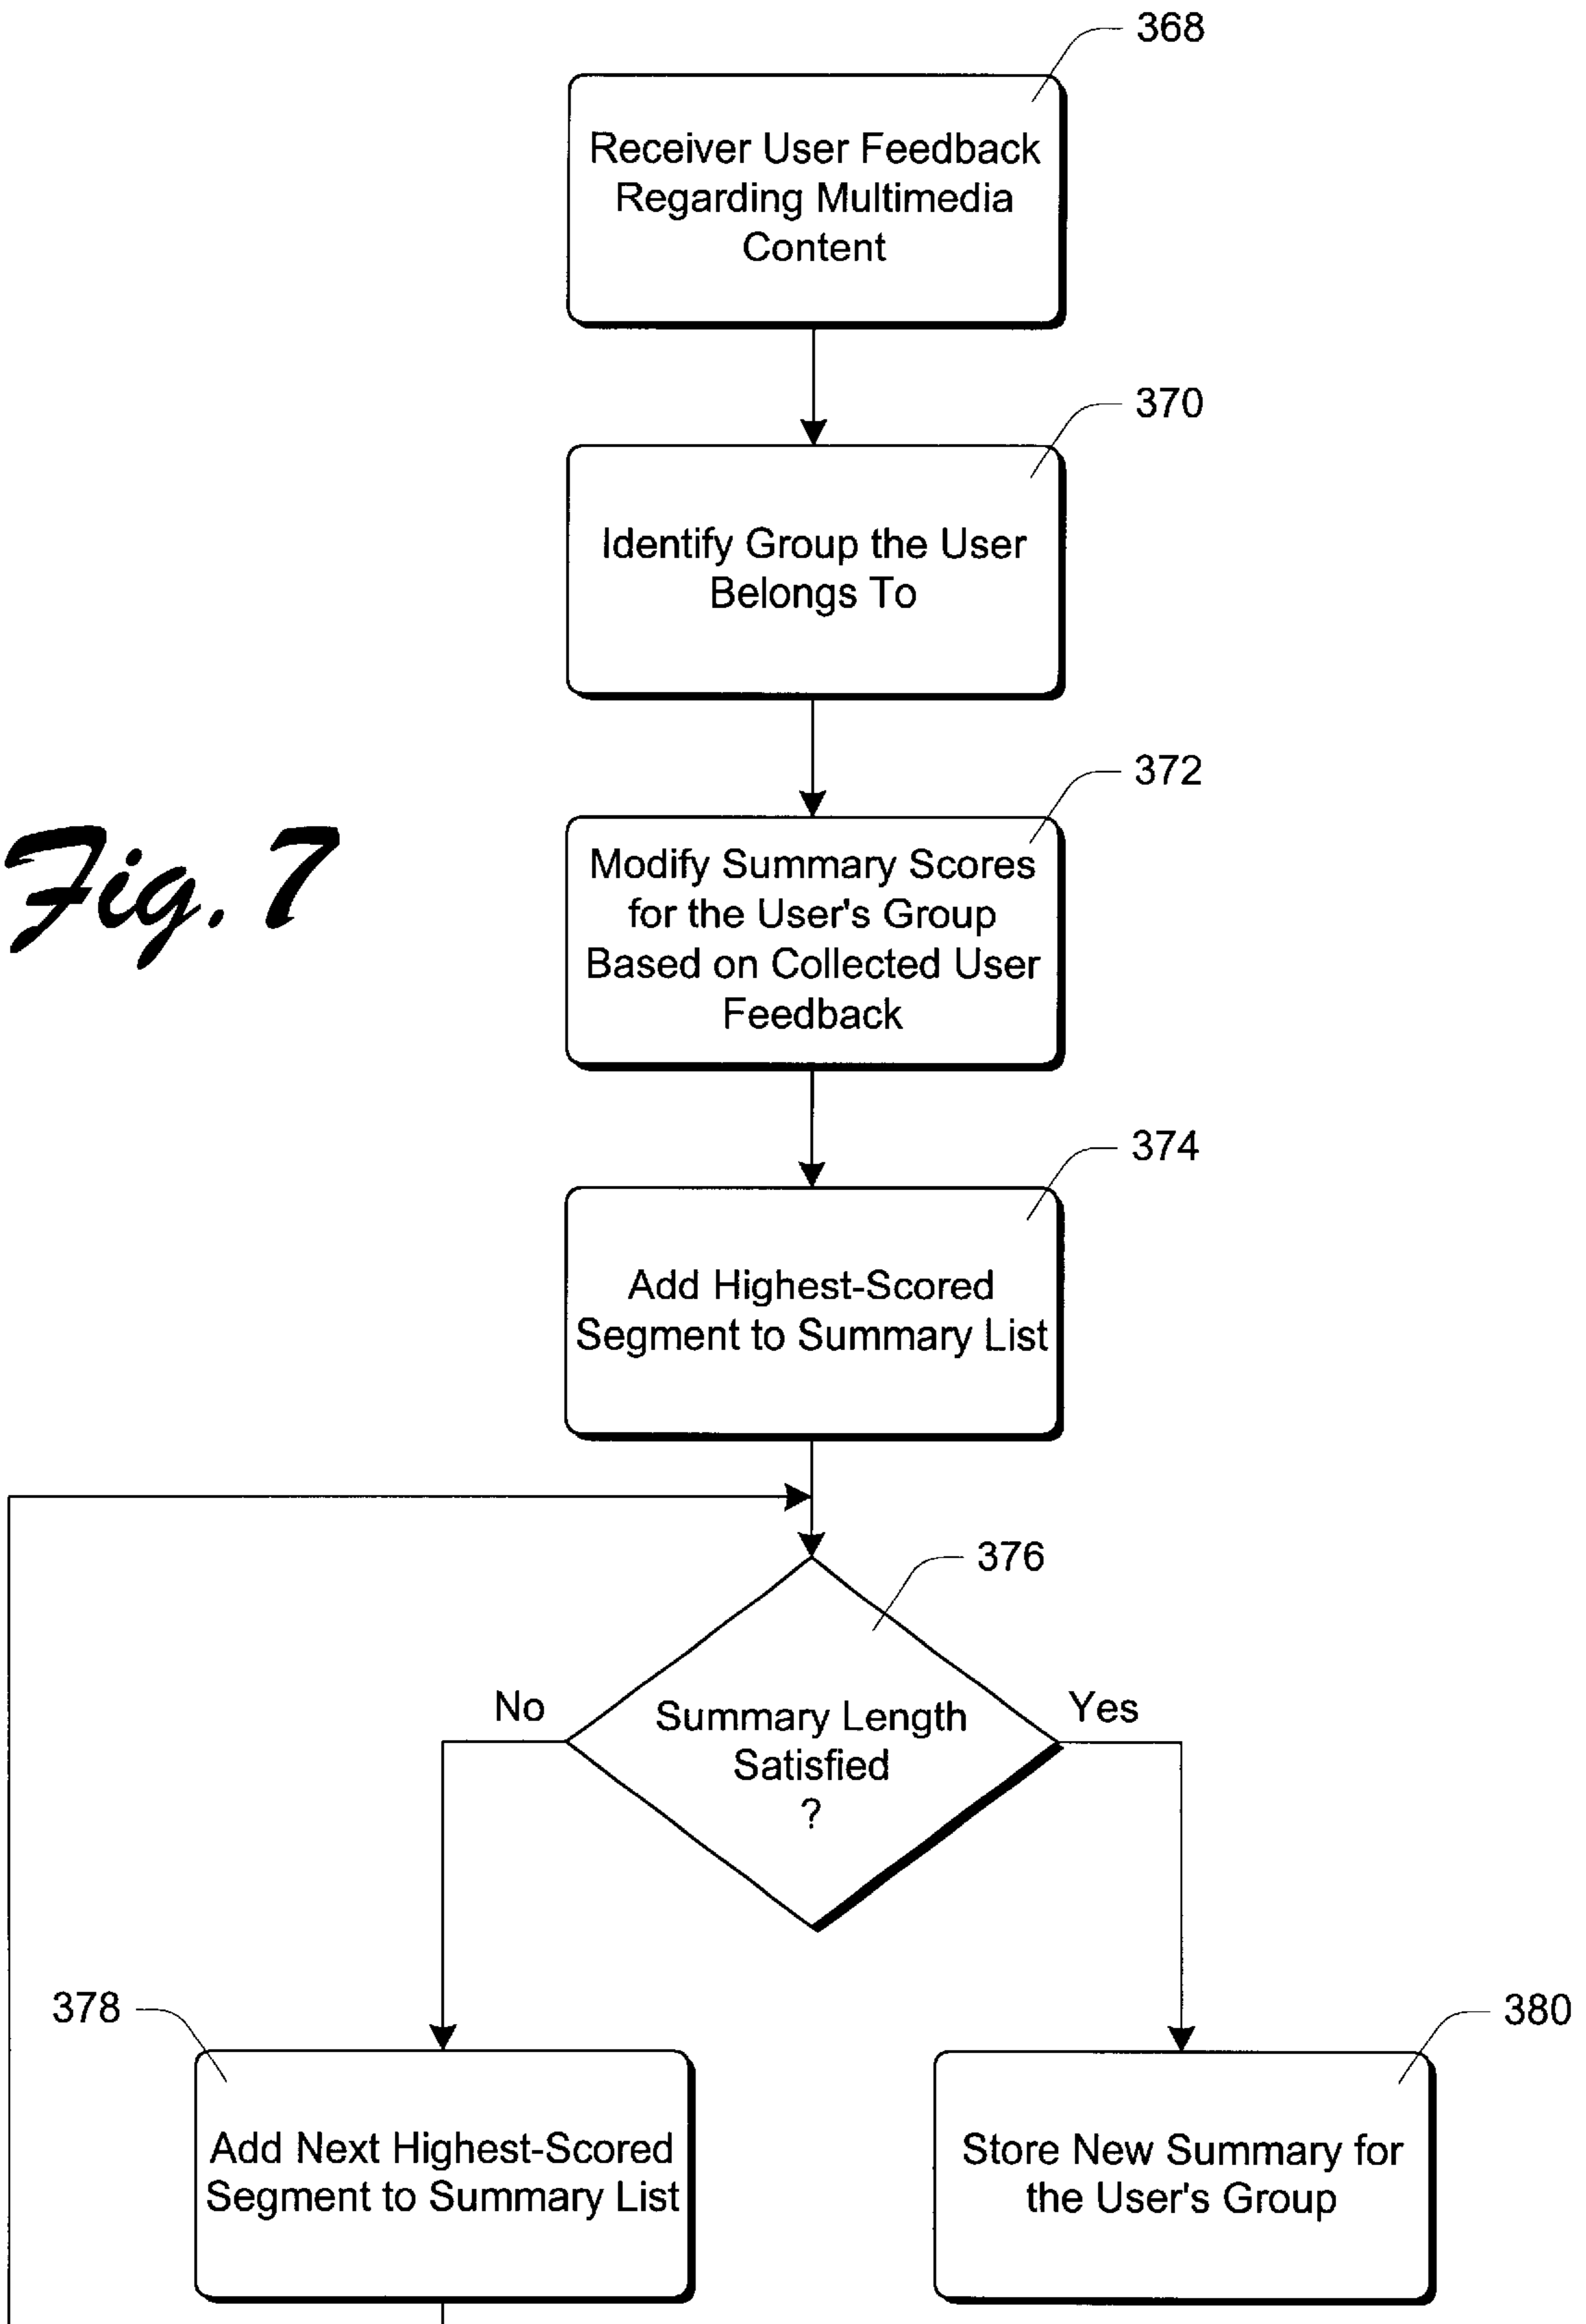 368
Receiver User Feedback
Regarding Multimedia
Content
370
Identify Group the User
Belongs To
372
Modify Summary Scores
for the User's Group
Based on Collected User
Feedback
Fig. 7
374
Add Highest-Scored
Segment to Summary List
376
No
Summary Length
Satisfied
?
Yes
378
Add Next Highest-Scored
Segment to Summary List
380
Store New Summary for
the User's Group